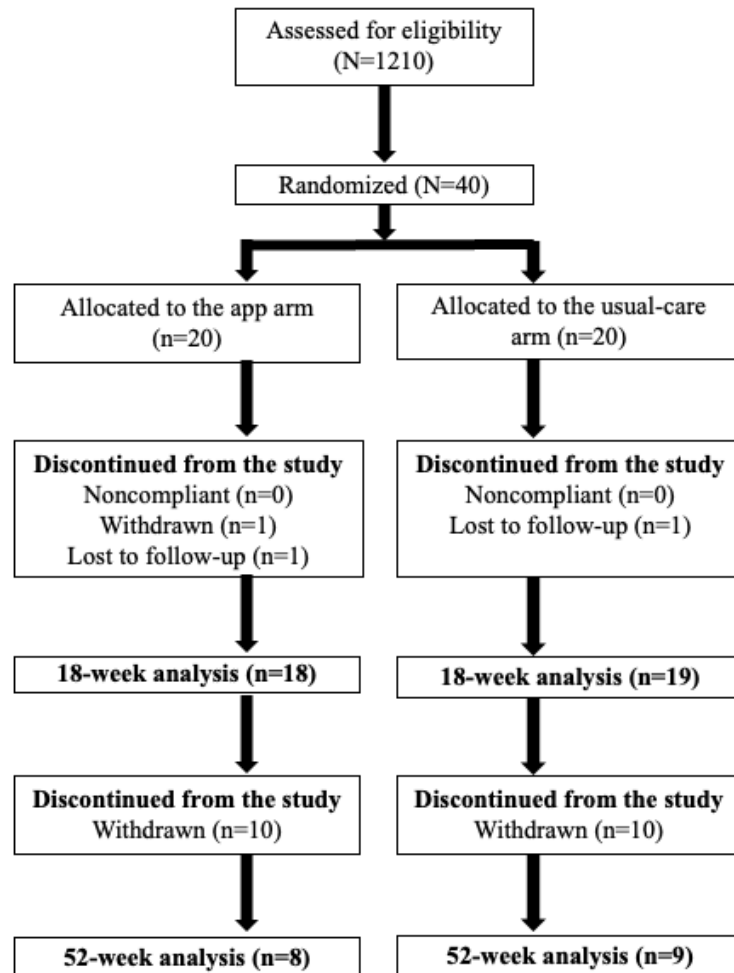 Assessed for eligibility
(N=1210)
Randomized (N=40)
Allocated to the app arm
(n=20)
Allocated to the usual-care
arm (n=20)
Discontinued from the study
Noncompliant (n=0)
Withdrawn (n=1)
Lost to follow-up (n=1)
Discontinued from the study
Noncompliant (n=0)
Lost to follow-up (n=1)
18-week analysis (n=18)
18-week analysis (n=19)
Discontinued from the study
Withdrawn (n=10)
Discontinued from the study
Withdrawn (n=10)
52-week analysis (n=8)
52-week analysis (n=9)